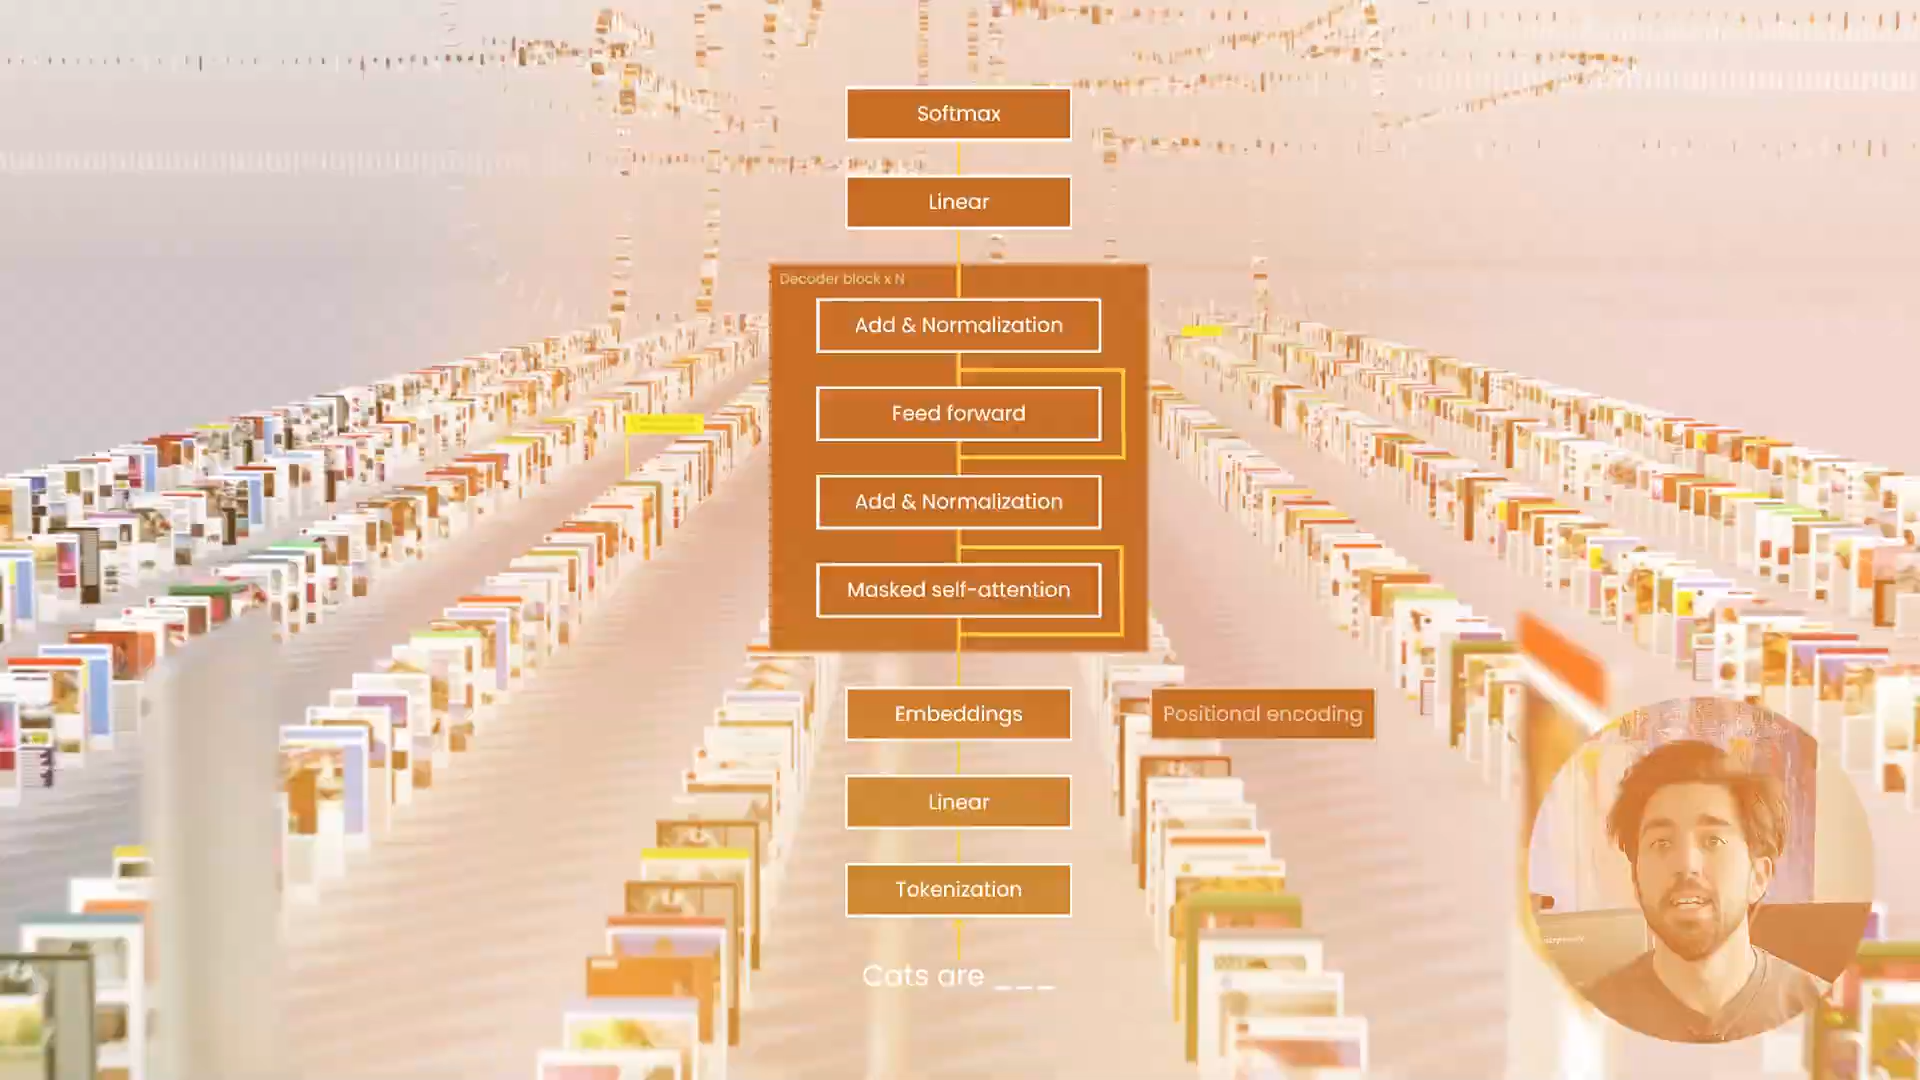 Softmax
Linear
Decoder block x N
Add & Normalization
Feed forward
Add & Normalization
Masked self-attention
Embeddings
Positional encoding
Linear
Tokenization
Cats are ___